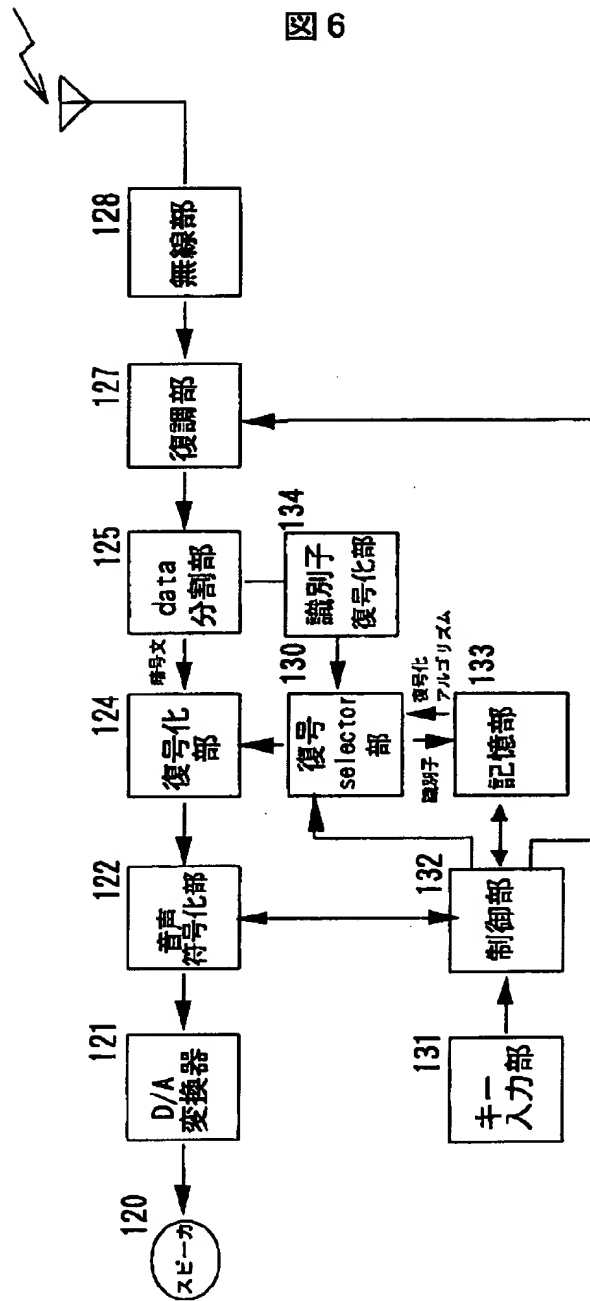 図6
128
無線部
127
復調部
125
data
分割部
134
識別子
復号化部
暗号文
124
復号化
部
130
復号
selector
部
復号化
アルゴリズム
識別子
133
記憶部
122
音声
符号化部
132
制御部
121
D/A
変換器
131
キー
入力部
120
スピーカ